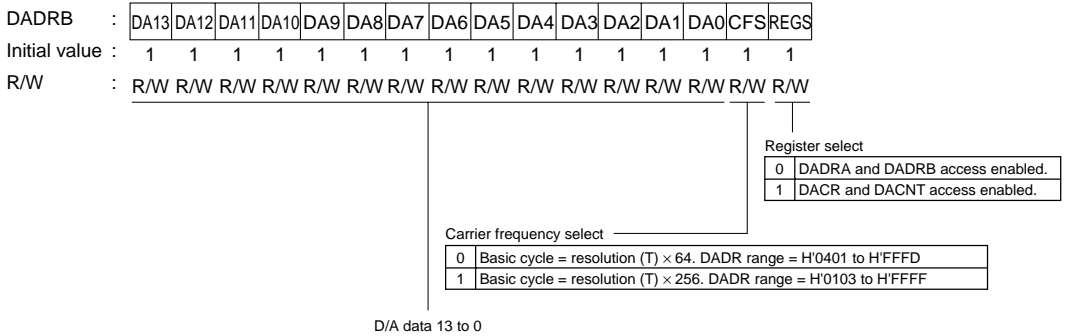 DADRB : DA13 DA12 DA11 DA10 DA9 DA8 DA7 DA6 DA5 DA4 DA3 DA2 DA1 DA0 CFS REGS
Initial value : 1 1 1 1 1 1 1 1 1 1 1 1 1 1 1 1
R/W : R/W R/W R/W R/W R/W R/W R/W R/W R/W R/W R/W R/W R/W R/W R/W R/W
Register select
0 DADRA and DADRB access enabled.
1 DACR and DACNT access enabled.
Carrier frequency select
0 Basic cycle = resolution (T) × 64. DADR range = H'0401 to H'FFFD
1 Basic cycle = resolution (T) × 256. DADR range = H'0103 to H'FFFF
D/A data 13 to 0